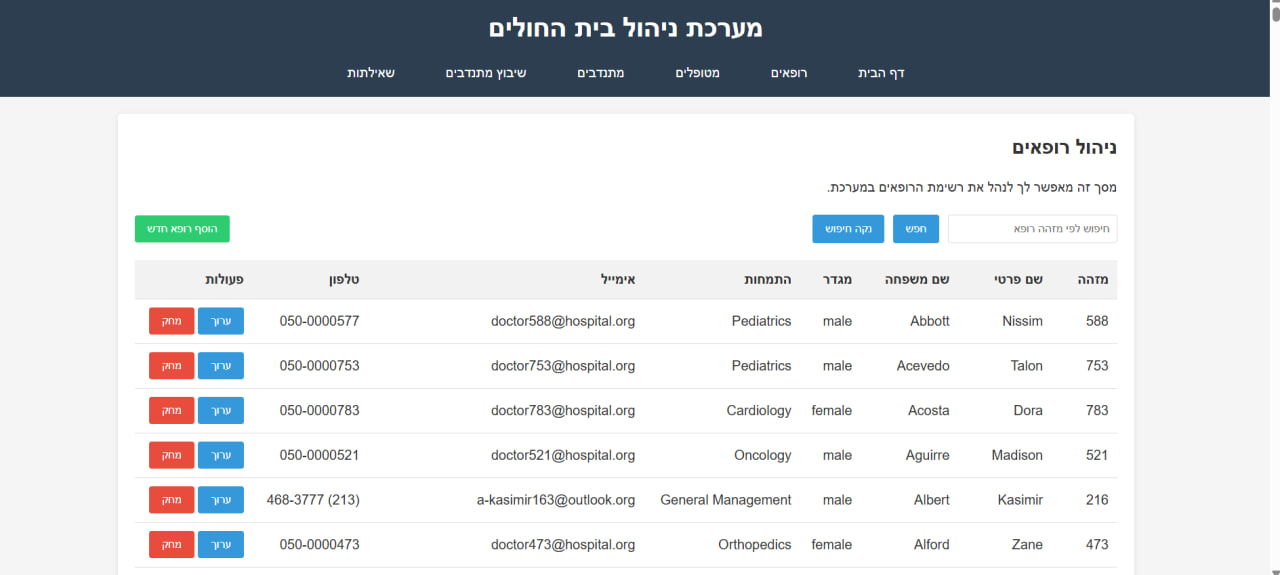 מערכת ניהול בית החולים
דף הבית רופאים מטופלים מתנדבים שיבוץ מתנדבים שאילתות
ניהול רופאים
מסך זה מאפשר לך לנהל את רשימת הרופאים במערכת.
חיפוש לפי מזהה רופא חפש נקה חיפוש הוסף רופא חדש
מזהה שם פרטי שם משפחה מגדר התמחות אימייל טלפון פעולות
588 Nissim Abbott male Pediatrics doctor588@hospital.org 050-0000577 ערוך מחק
753 Talon Acevedo male Pediatrics doctor753@hospital.org 050-0000753 ערוך מחק
783 Dora Acosta female Cardiology doctor783@hospital.org 050-0000783 ערוך מחק
521 Madison Aguirre male Oncology doctor521@hospital.org 050-0000521 ערוך מחק
216 Kasimir Albert male General Management a-kasimir163@outlook.org 468-3777 (213) ערוך מחק
473 Zane Alford female Orthopedics doctor473@hospital.org 050-0000473 ערוך מחק